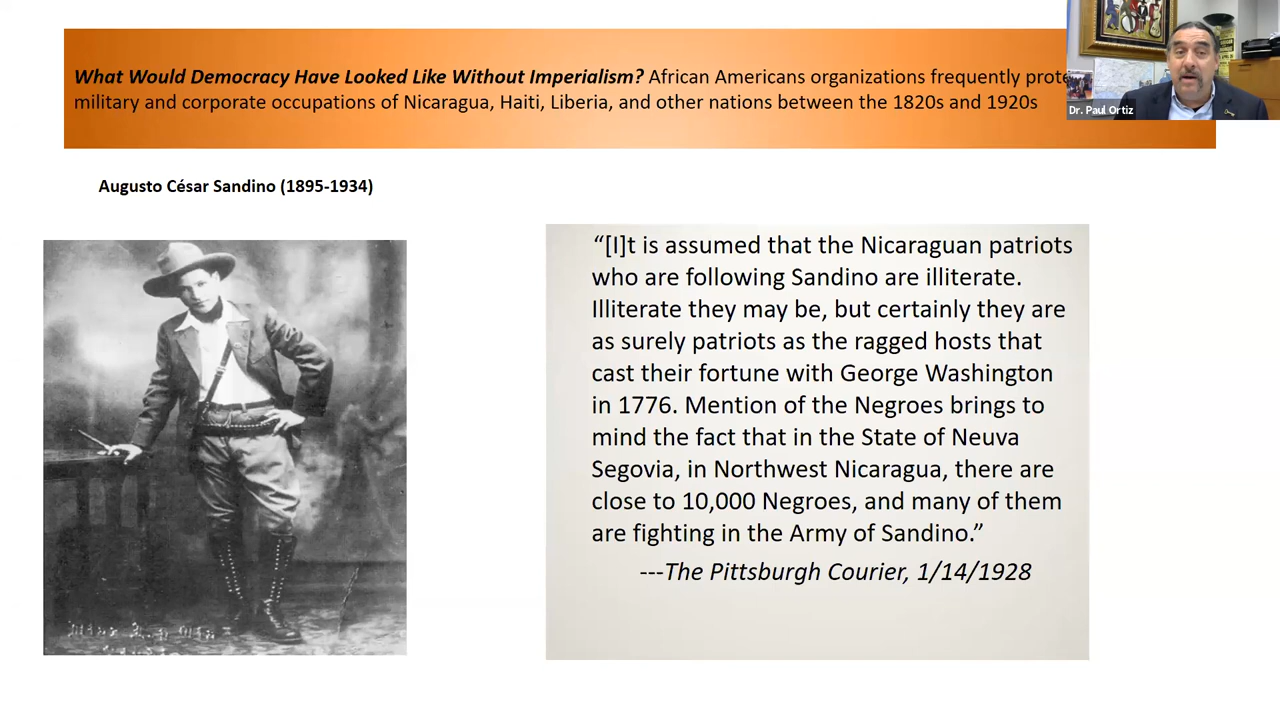 What Would Democracy Have Looked Like Without Imperialism? African Americans organizations frequently prote
military and corporate occupations of Nicaragua, Haiti, Liberia, and other nations between the 1820s and 1920s
Dr. Paul Ortiz
Augusto César Sandino (1895-1934)
“[I]t is assumed that the Nicaraguan patriots
who are following Sandino are illiterate.
Illiterate they may be, but certainly they are
as surely patriots as the ragged hosts that
cast their fortune with George Washington
in 1776. Mention of the Negroes brings to
mind the fact that in the State of Neuva
Segovia, in Northwest Nicaragua, there are
close to 10,000 Negroes, and many of them
are fighting in the Army of Sandino.”
---The Pittsburgh Courier, 1/14/1928